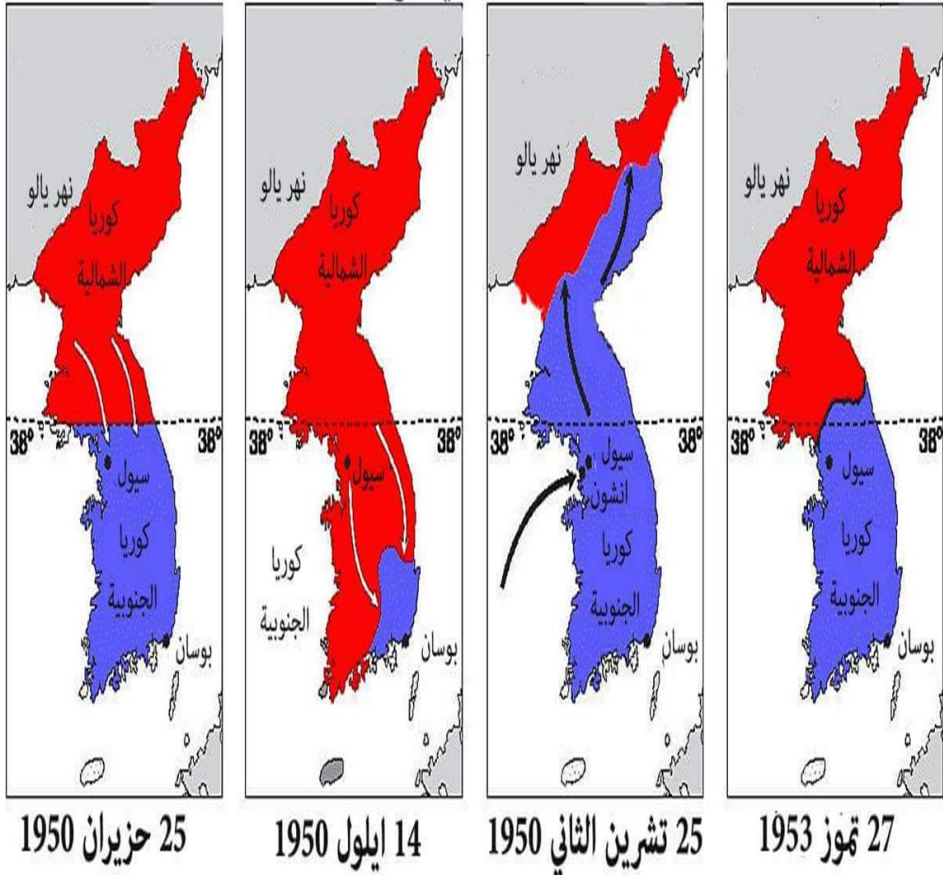 نهر يالو
كوريا
الشمالية
38°
38°
سيول
كوريا
الجنوبية
بوسان
25 حزيران 1950
نهر يالو
كوريا
الشمالية
38°
38°
سيول
كوريا
الجنوبية
بوسان
14 ايلول 1950
نهر يالو
38°
38°
سيول
انشون
كوريا
الجنوبية
بوسان
25 تشرين الثاني 1950
نهر يالو
كوريا
الشمالية
38°
38°
سيول
كوريا
الجنوبية
بوسان
27 تموز 1953